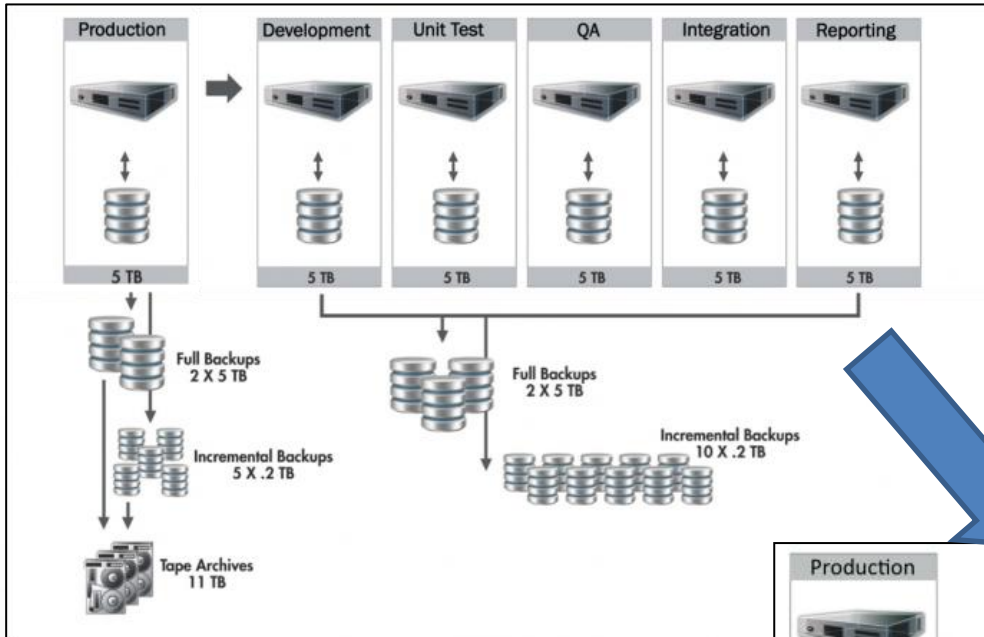 Production
Development
Unit Test
QA
Integration
Reporting
5 TB
5 TB
5 TB
5 TB
5 TB
5 TB
Full Backups
2 X 5 TB
Incremental Backups
5 X .2 TB
Tape Archives
11 TB
Full Backups
2 X 5 TB
Incremental Backups
10 X .2 TB
Production